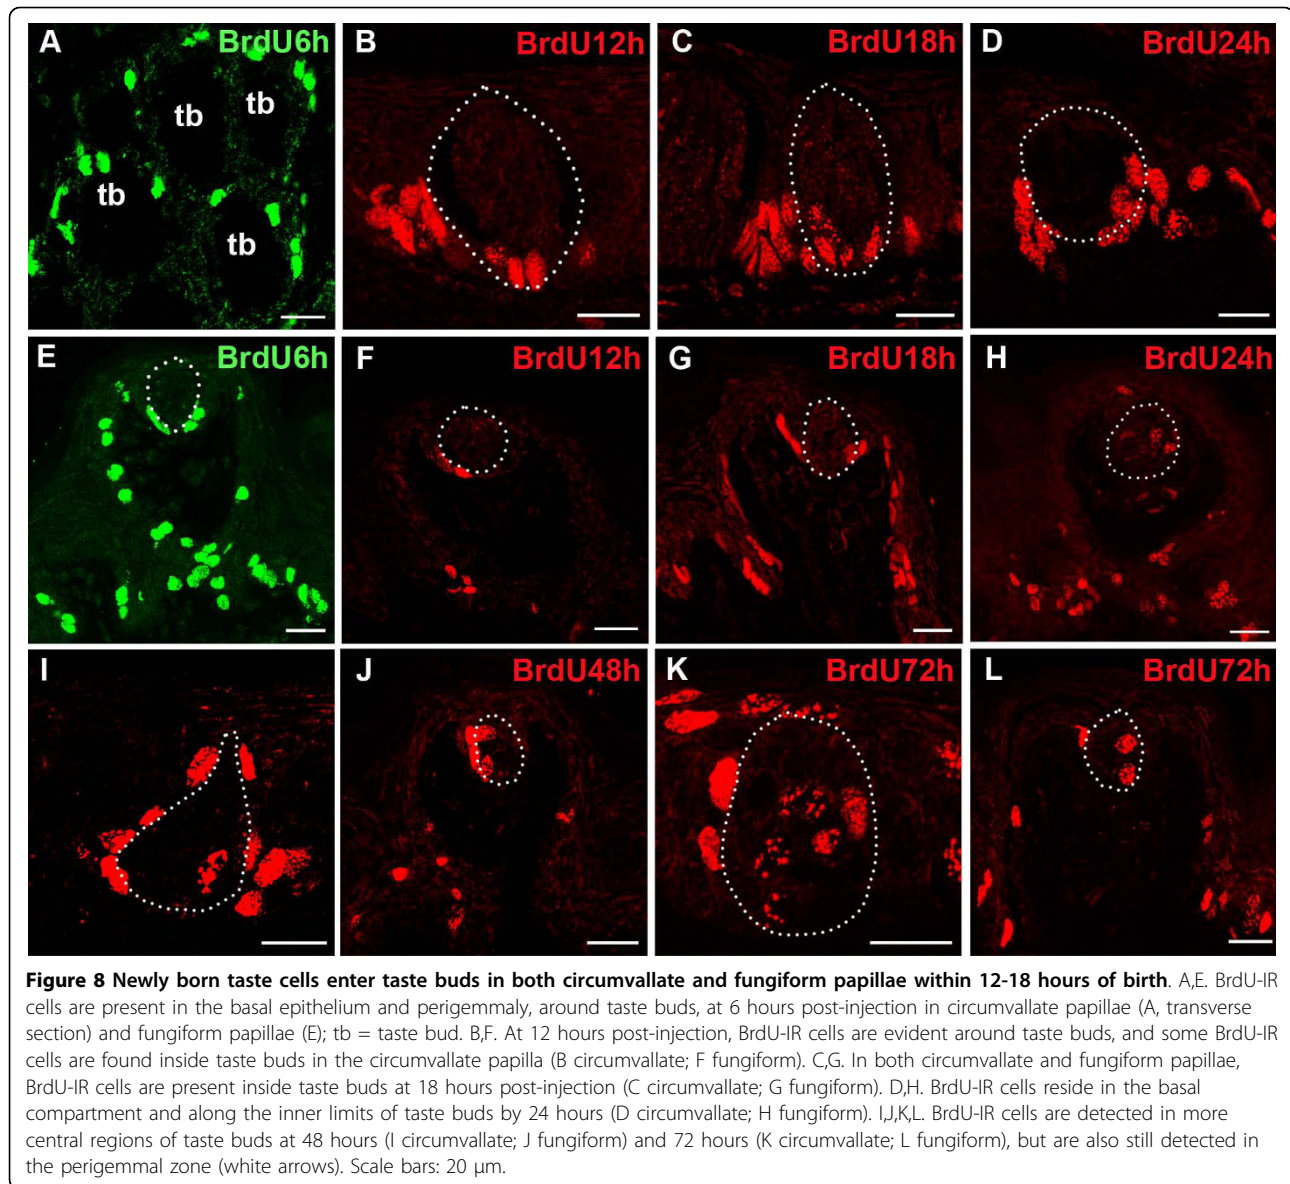 A BrdU6h
B BrdU12h
C BrdU18h
D BrdU24h
tb
tb
tb
tb
E BrdU6h
F BrdU12h
G BrdU18h
H BrdU24h
I
J BrdU48h
K BrdU72h
L BrdU72h
Figure 8 Newly born taste cells enter taste buds in both circumvallate and fungiform papillae within 12-18 hours of birth. A,E. BrdU-IR
cells are present in the basal epithelium and perigemmaly, around taste buds, at 6 hours post-injection in circumvallate papillae (A, transverse
section) and fungiform papillae (E); tb = taste bud. B,F. At 12 hours post-injection, BrdU-IR cells are evident around taste buds, and some BrdU-IR
cells are found inside taste buds in the circumvallate papilla (B circumvallate; F fungiform). C,G. In both circumvallate and fungiform papillae,
BrdU-IR cells are present inside taste buds at 18 hours post-injection (C circumvallate; G fungiform). D,H. BrdU-IR cells reside in the basal
compartment and along the inner limits of taste buds by 24 hours (D circumvallate; H fungiform). I,J,K,L. BrdU-IR cells are detected in more
central regions of taste buds at 48 hours (I circumvallate; J fungiform) and 72 hours (K circumvallate; L fungiform), but are also still detected in
the perigemmal zone (white arrows). Scale bars: 20 μm.